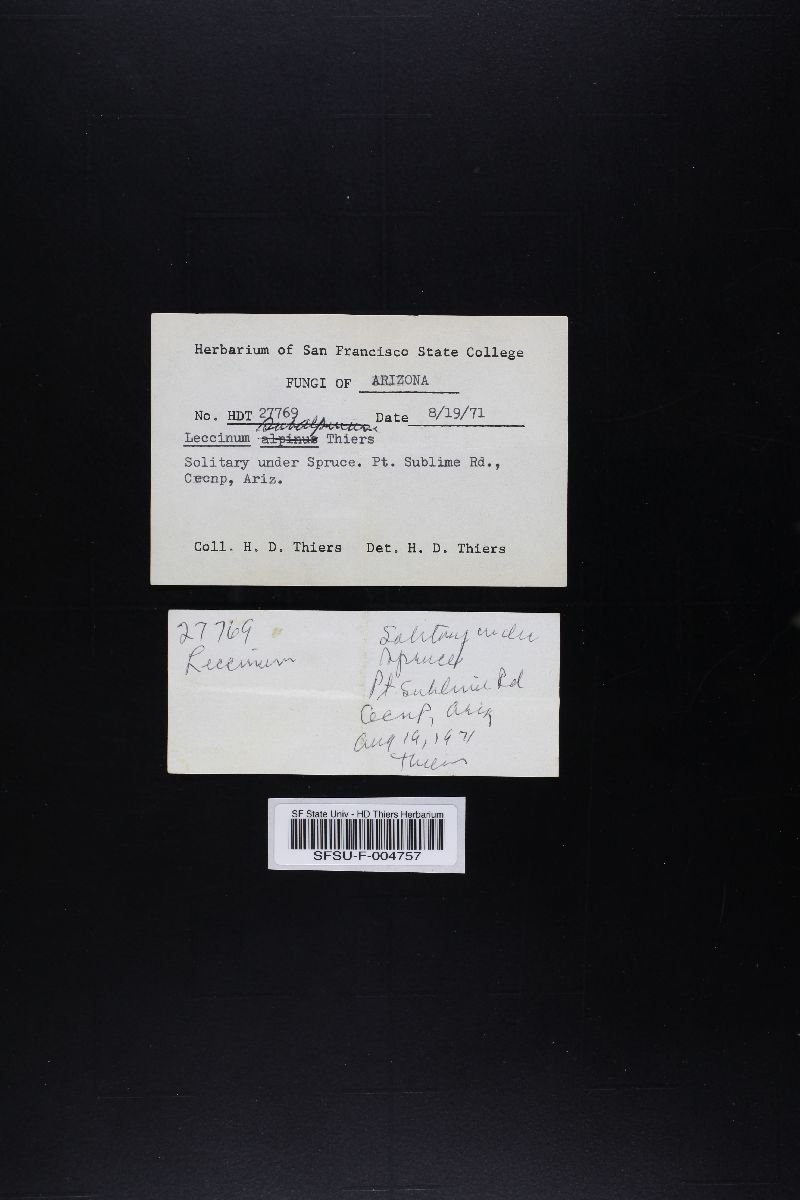 Herbarium of San Francisco State College
FUNGI OF ARIZONA
No. HDT 27769 Date 8/19/71
subalpinum
Leccinum alpinus Thiers
Solitary under Spruce. Pt. Sublime Rd.,
Ccenp, Ariz.
Coll. H. D. Thiers Det. H. D. Thiers
27769
Leccinum
Solitary under
Spruce
Pt Sublime Rd
Ccenp, Ariz
Aug 19, 1971
Thiers
SF State Univ - HD Thiers Herbarium
SFSU-F-004757